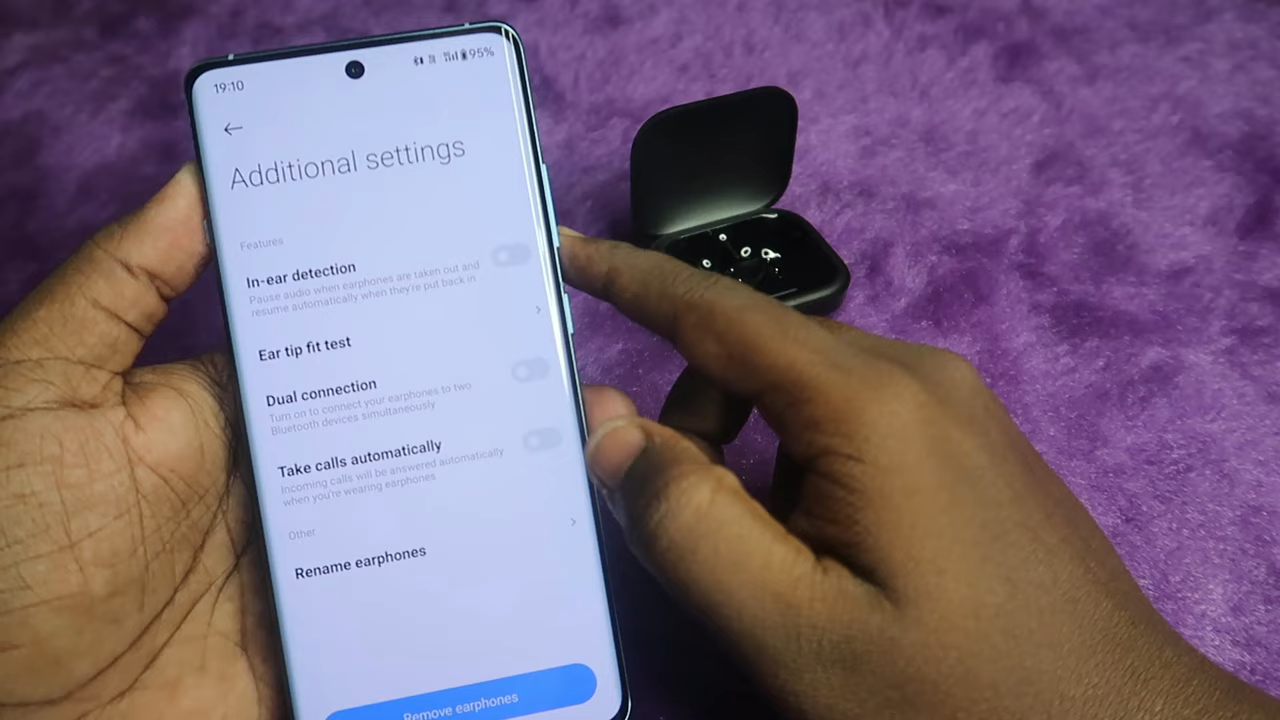 19:10
95%
Additional settings
Features
In-ear detection
Pause audio when earphones are taken out and
resume automatically when they're put back in
Ear tip fit test
Dual connection
Turn on to connect your earphones to two
Bluetooth devices simultaneously
Take calls automatically
Incoming calls will be answered automatically
when you're wearing earphones
Other
Rename earphones
Remove earphones